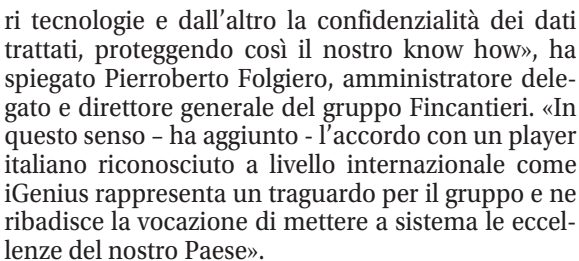 ri tecnologie e dall'altro la confidenzialità dei dati
trattati, proteggendo così il nostro know how», ha
spiegato Pierroberto Folgiero, amministratore dele-
gato e direttore generale del gruppo Fincantieri. «In
questo senso – ha aggiunto - l'accordo con un player
italiano riconosciuto a livello internazionale come
iGenius rappresenta un traguardo per il gruppo e ne
ribadisce la vocazione di mettere a sistema le eccel-
lenze del nostro Paese».